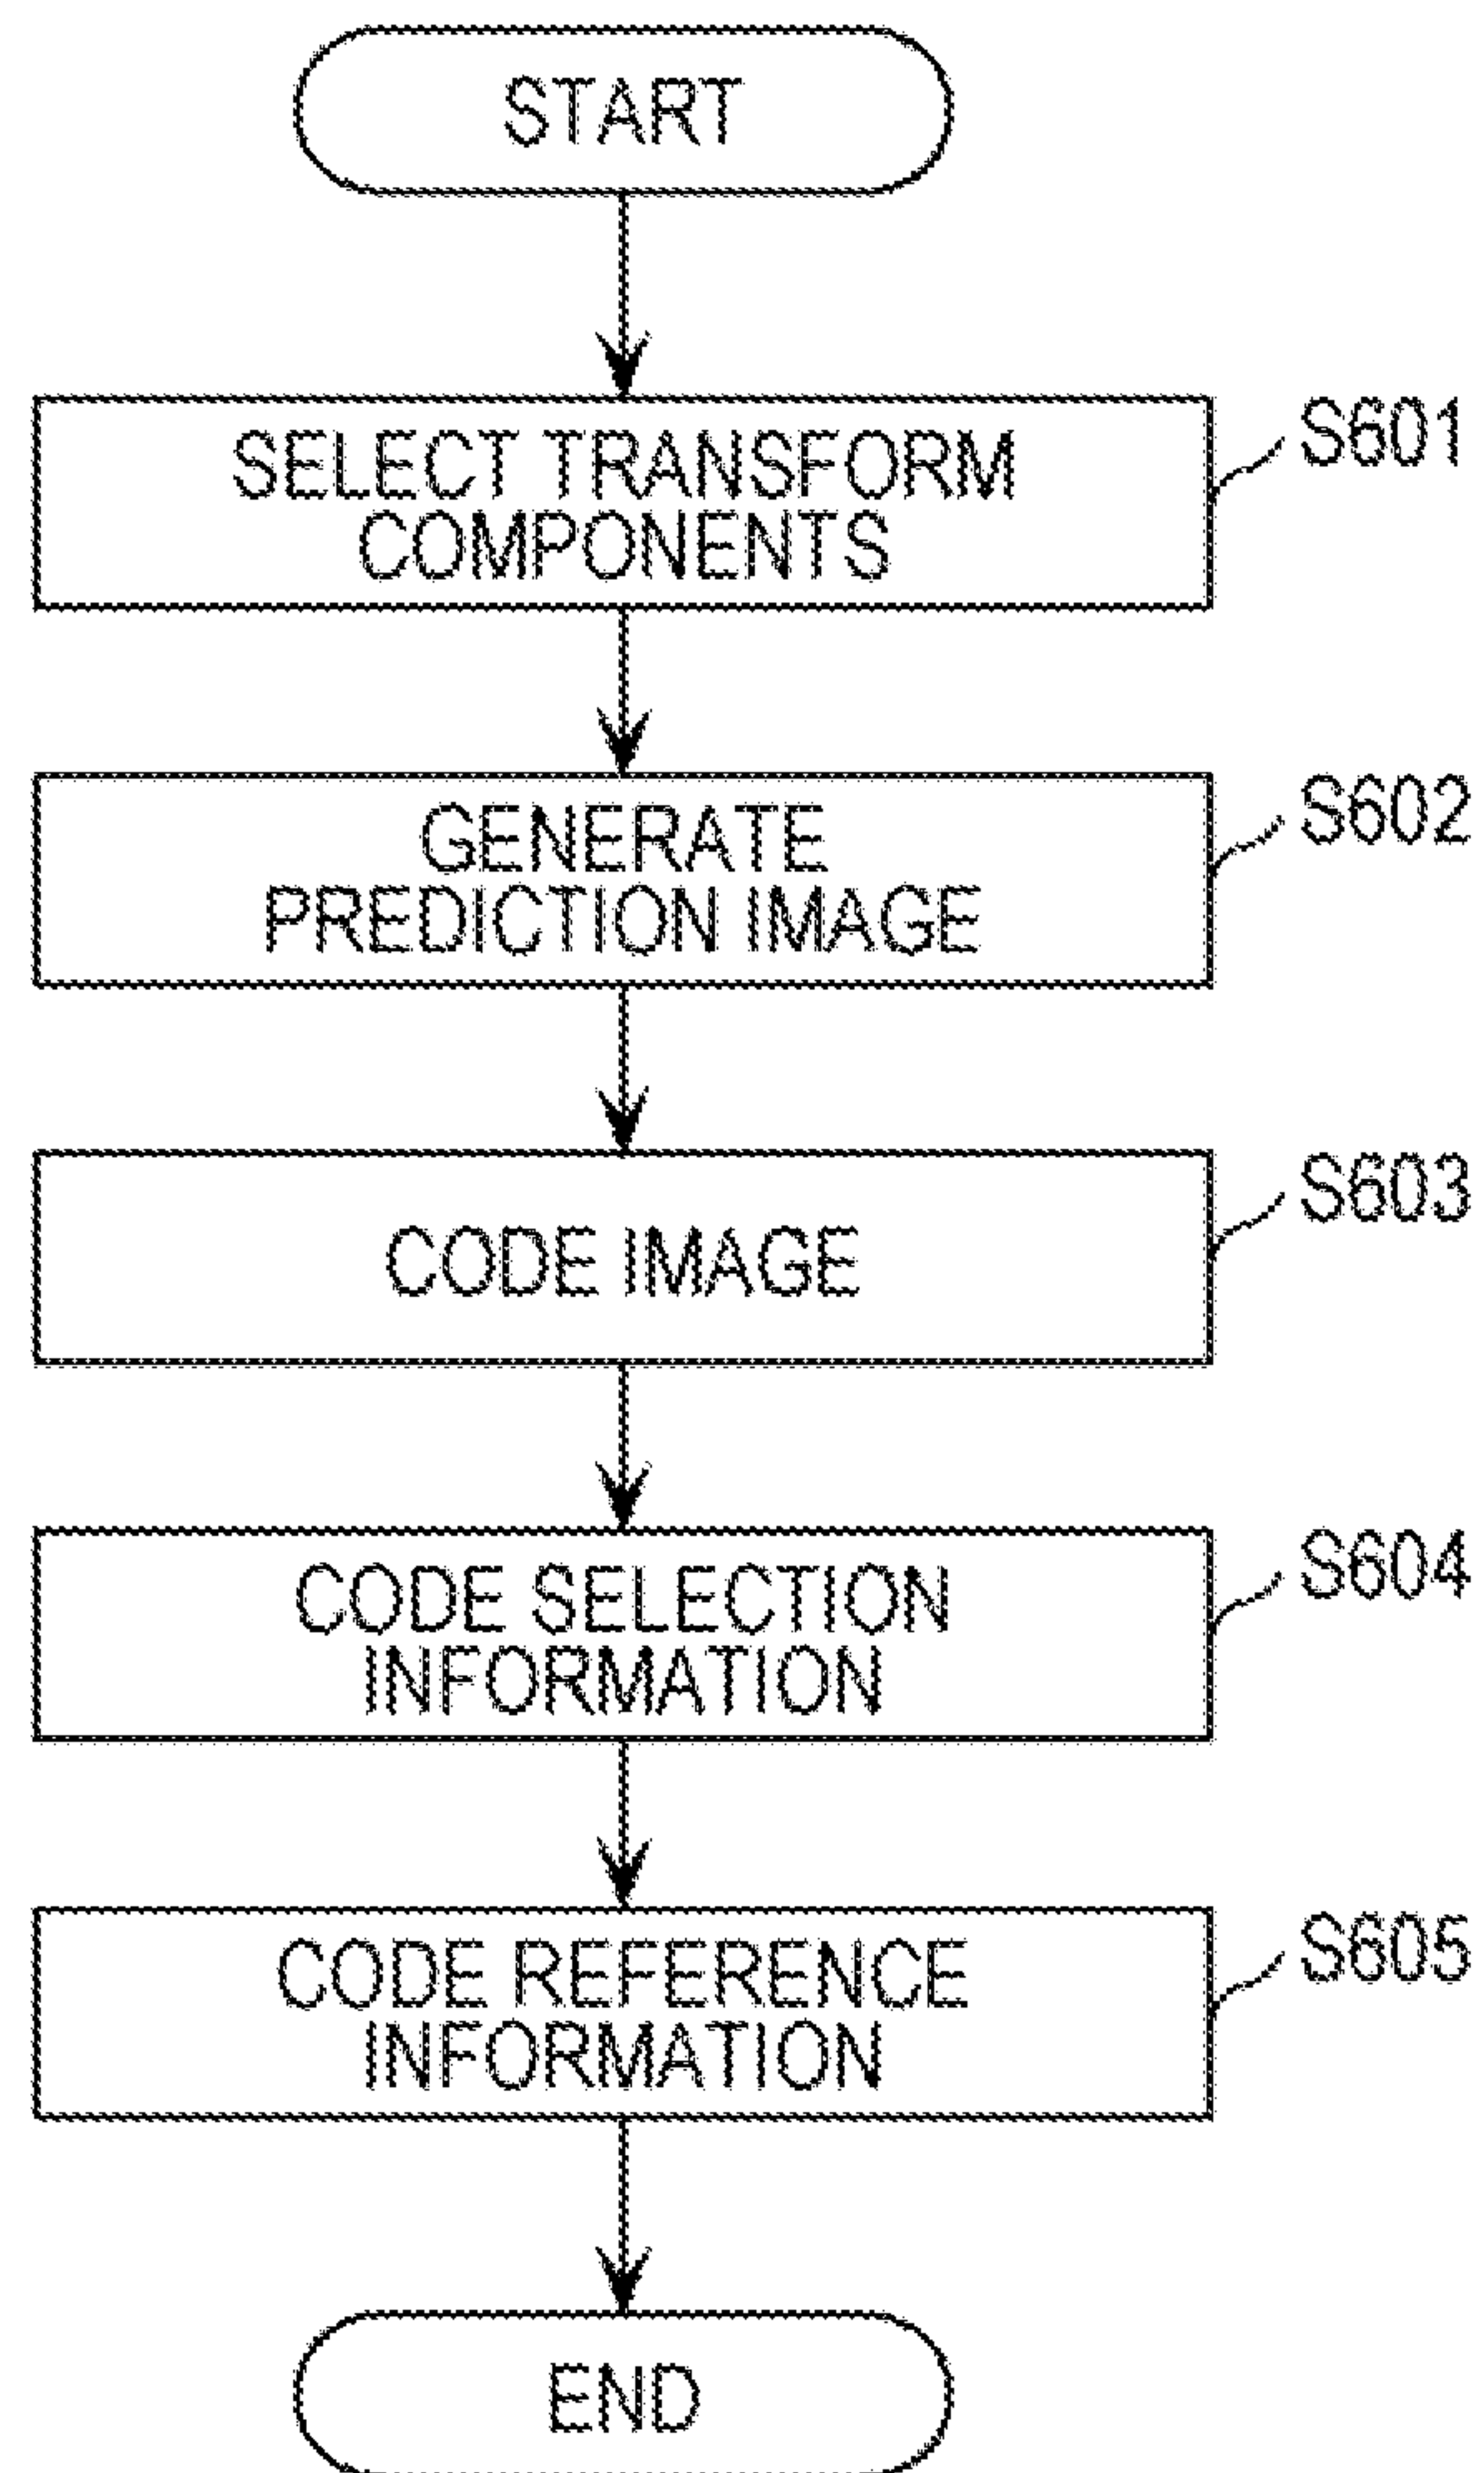 START
SELECT TRANSFORM
COMPONENTS
S601
GENERATE
PREDICTION IMAGE
S602
CODE IMAGE
S603
CODE SELECTION
INFORMATION
S604
CODE REFERENCE
INFORMATION
S605
END